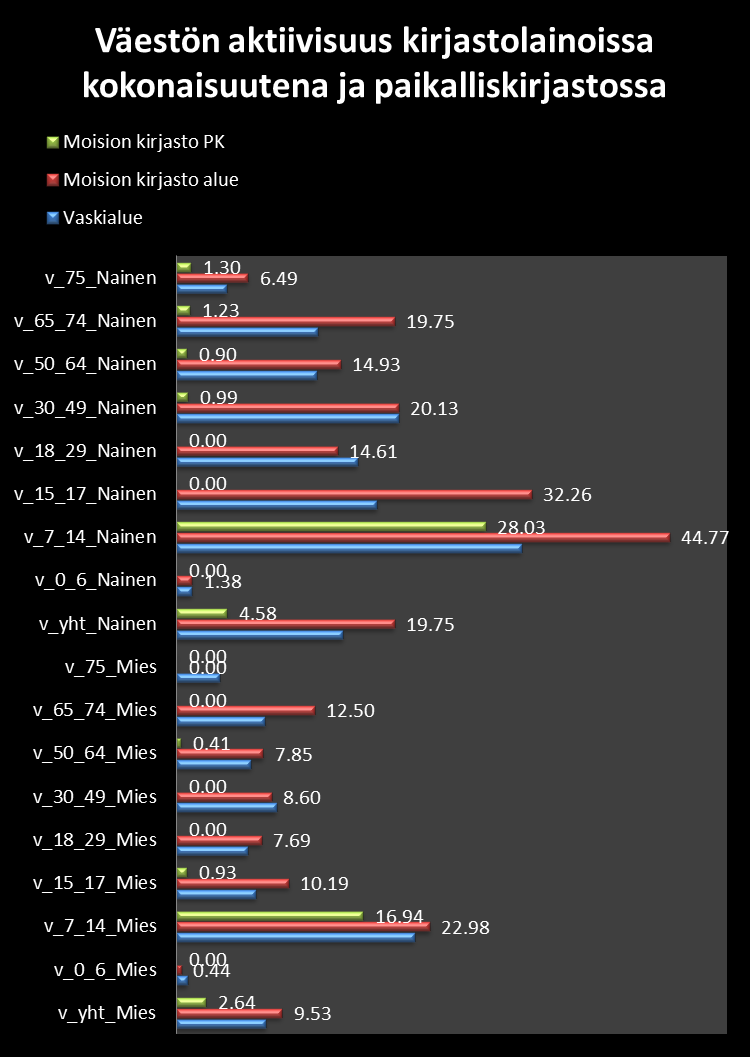 Väestön aktiivisuus kirjastolainoissa
kokonaisuutena ja paikalliskirjastossa
Moision kirjasto PK
Moision kirjasto alue
Vaskialue
v_75_Nainen 1.30 6.49
v_65_74_Nainen 1.23 19.75
v_50_64_Nainen 0.90 14.93
v_30_49_Nainen 0.99 20.13
v_18_29_Nainen 0.00 14.61
v_15_17_Nainen 0.00 32.26
v_7_14_Nainen 28.03 44.77
v_0_6_Nainen 0.00 1.38
v_yht_Nainen 4.58 19.75
v_75_Mies 0.00 0.00
v_65_74_Mies 0.00 12.50
v_50_64_Mies 0.41 7.85
v_30_49_Mies 0.00 8.60
v_18_29_Mies 0.00 7.69
v_15_17_Mies 0.93 10.19
v_7_14_Mies 16.94 22.98
v_0_6_Mies 0.00 0.44
v_yht_Mies 2.64 9.53